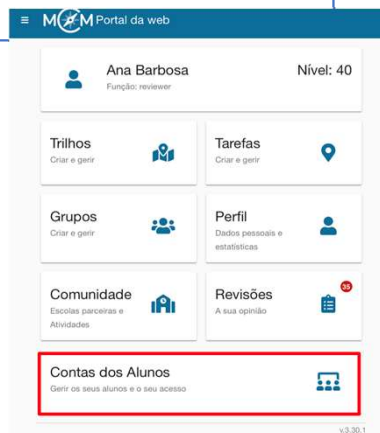 MCM Portal da web
Ana Barbosa
Nível: 40
Função: reviewer
Trilhos
Criar e gerir
Tarefas
Criar e gerir
Grupos
Criar e gerir
Perfil
Dados pessoais e
estatísticas
Comunidade
Escolas parceiras e
Atividades
Revisões
A sua opinião
35
Contas dos Alunos
Gerir os seus alunos e o seu acesso
v.3.30.1